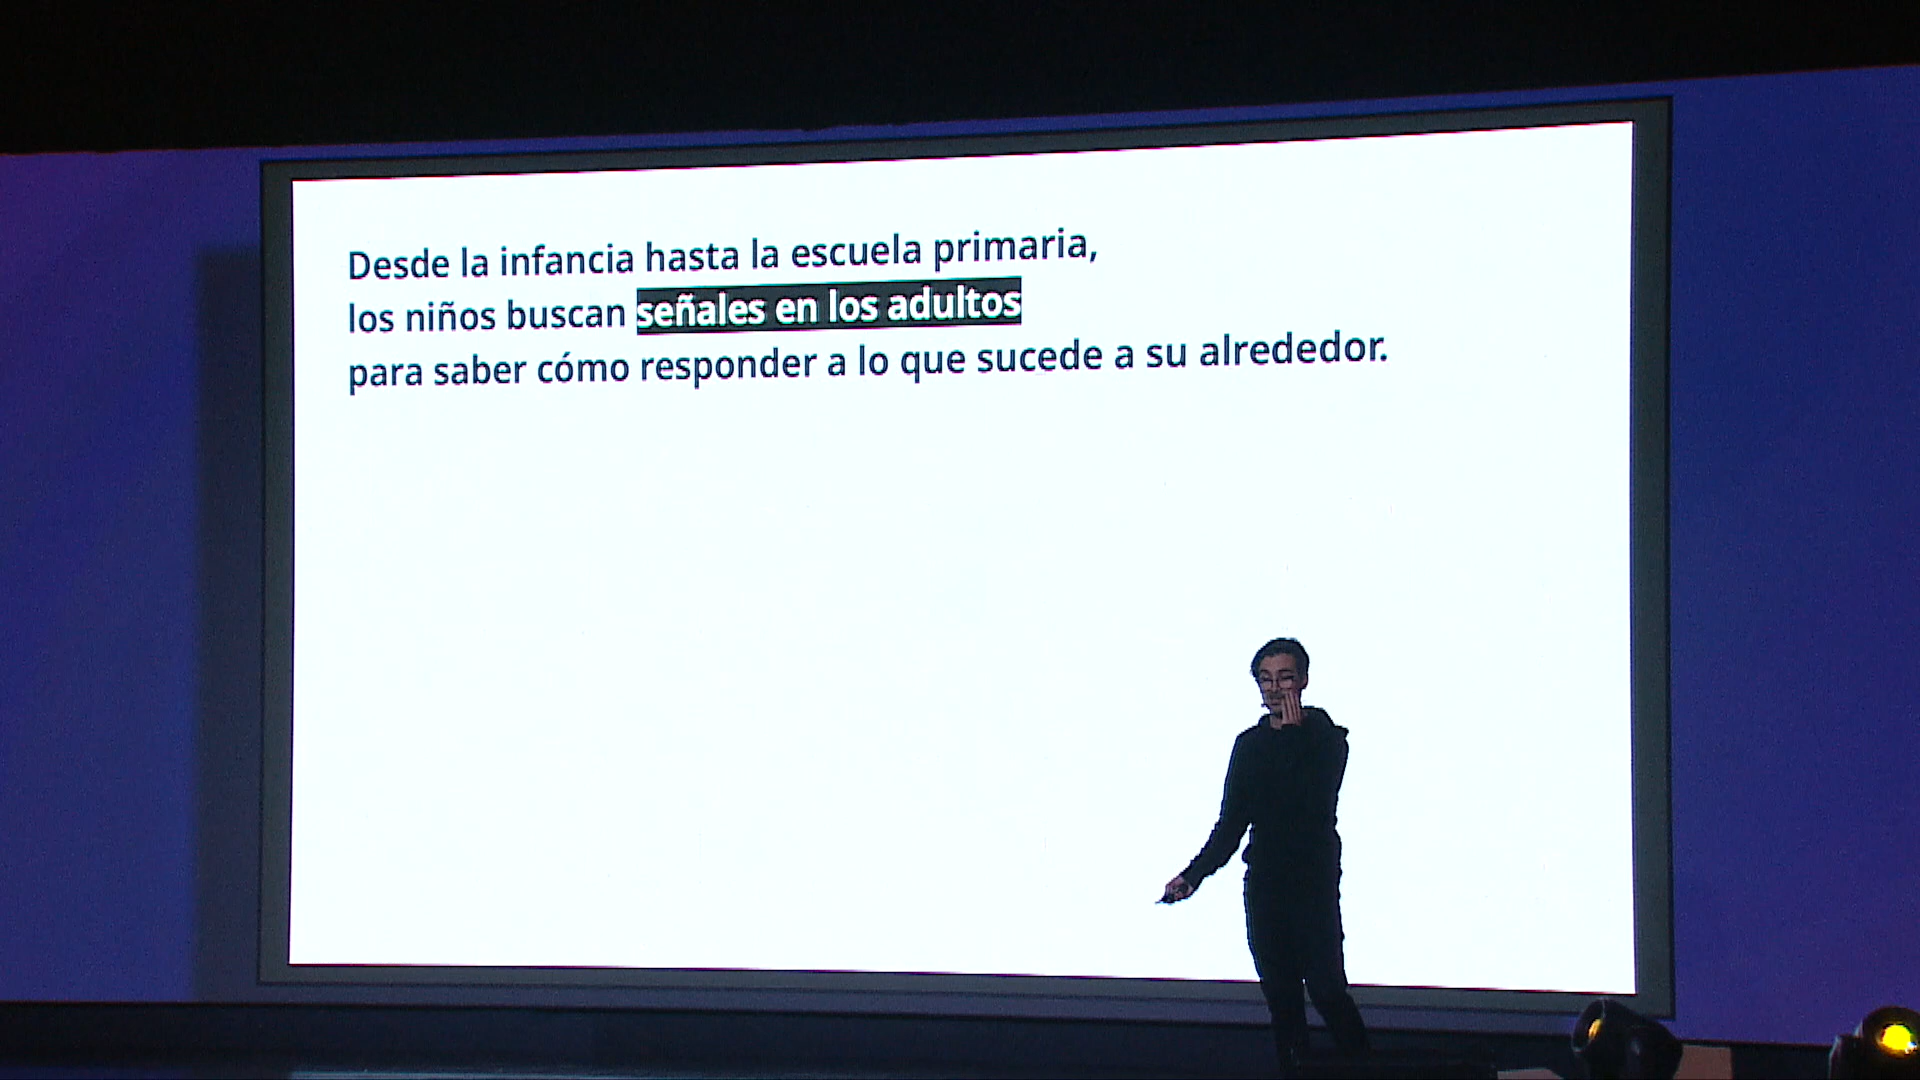 Desde la infancia hasta la escuela primaria,
los niños buscan señales en los adultos
para saber cómo responder a lo que sucede a su alrededor.